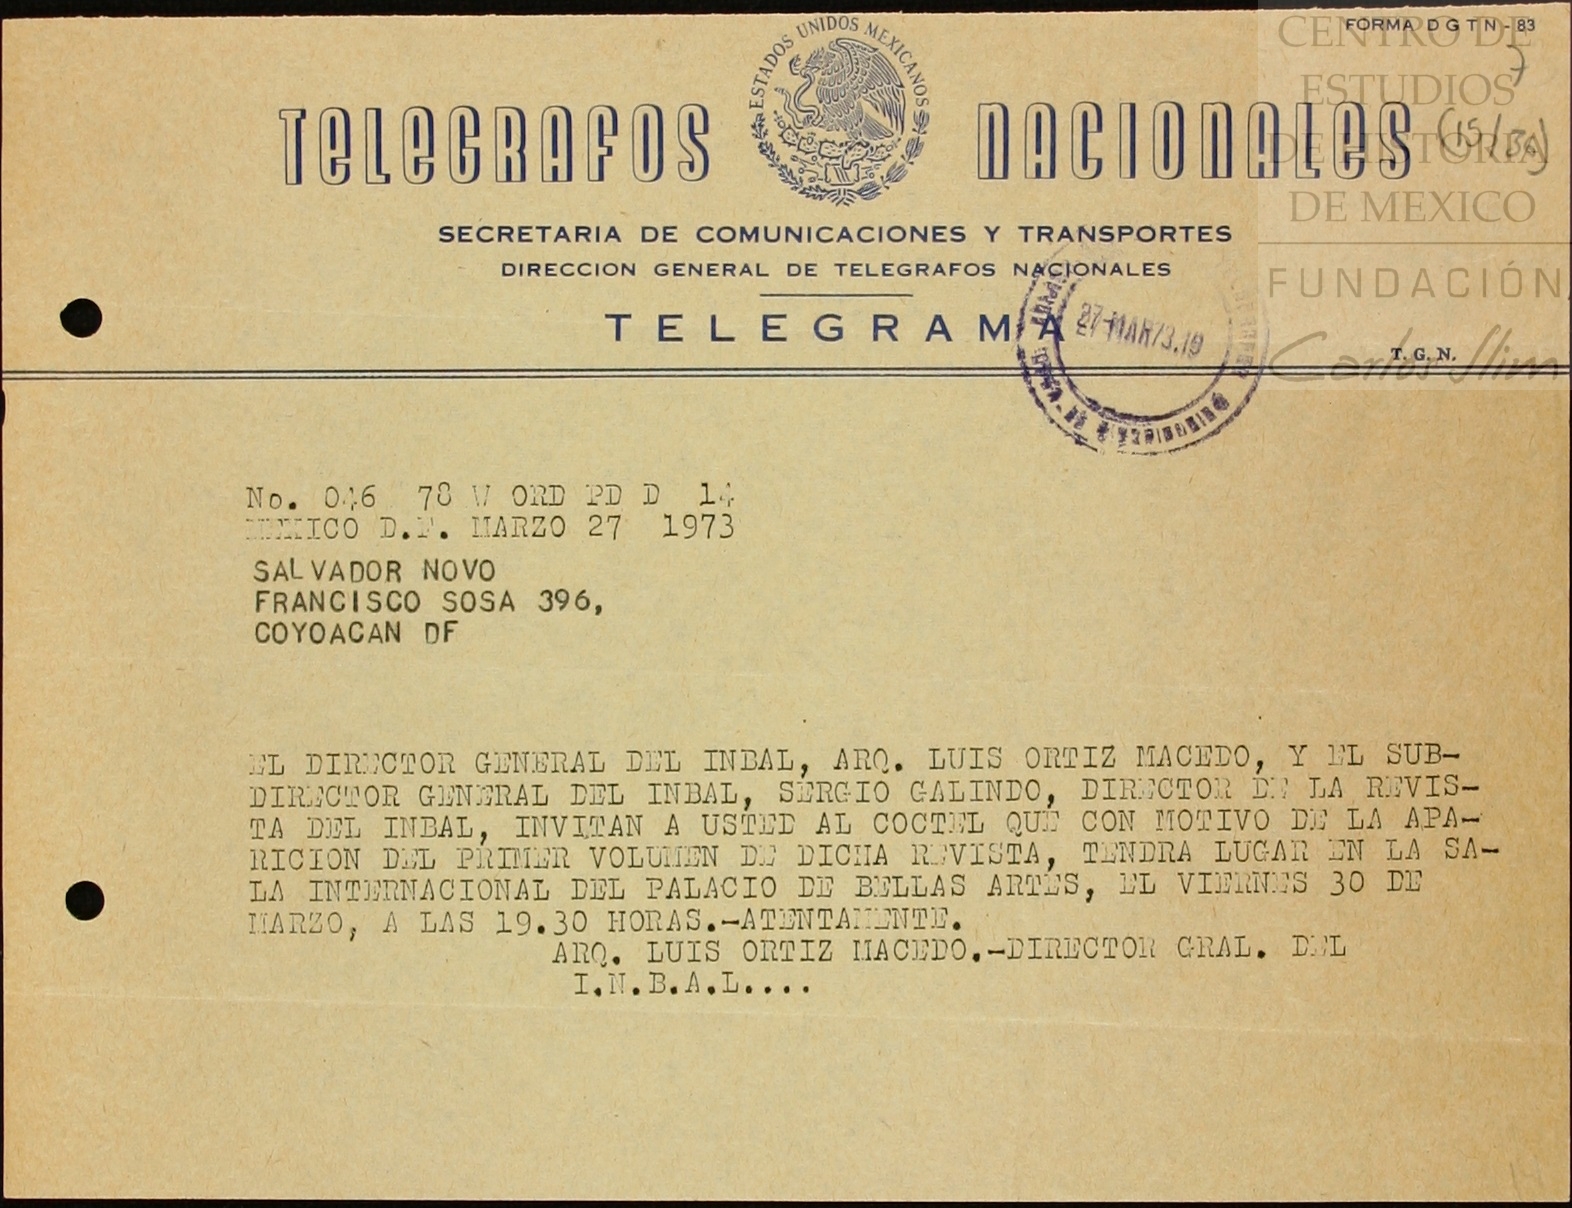 FORMA D G T N - 83
7
(15/36)
ESTADOS UNIDOS MEXICANOS
TELEGRAFOS NACIONALES
SECRETARIA DE COMUNICACIONES Y TRANSPORTES
DIRECCION GENERAL DE TELEGRAFOS NACIONALES
TELEGRAMA
27 MAR 73.19
T. G. N.
CENTRO DE
ESTUDIOS
DE HISTORIA
DE MEXICO
FUNDACIÓN
Carlos Slim
No. 046 78 W ORD PD D 14
MEXICO D.F. MARZO 27 1973
SALVADOR NOVO
FRANCISCO SOSA 396,
COYOACAN DF
EL DIRECTOR GENERAL DEL INBAL, ARQ. LUIS ORTIZ MACEDO, Y EL SUB-
DIRECTOR GENERAL DEL INBAL, SERGIO GALINDO, DIRECTOR DE LA REVIS-
TA DEL INBAL, INVITAN A USTED AL COCTEL QUE CON MOTIVO DE LA APA-
RICION DEL PRIMER VOLUMEN DE DICHA REVISTA, TENDRA LUGAR EN LA SA-
LA INTERNACIONAL DEL PALACIO DE BELLAS ARTES, EL VIERNES 30 DE
MARZO, A LAS 19.30 HORAS.-ATENTAMENTE.
ARQ. LUIS ORTIZ MACEDO.-DIRECTOR GRAL. DEL
I.N.B.A.L....